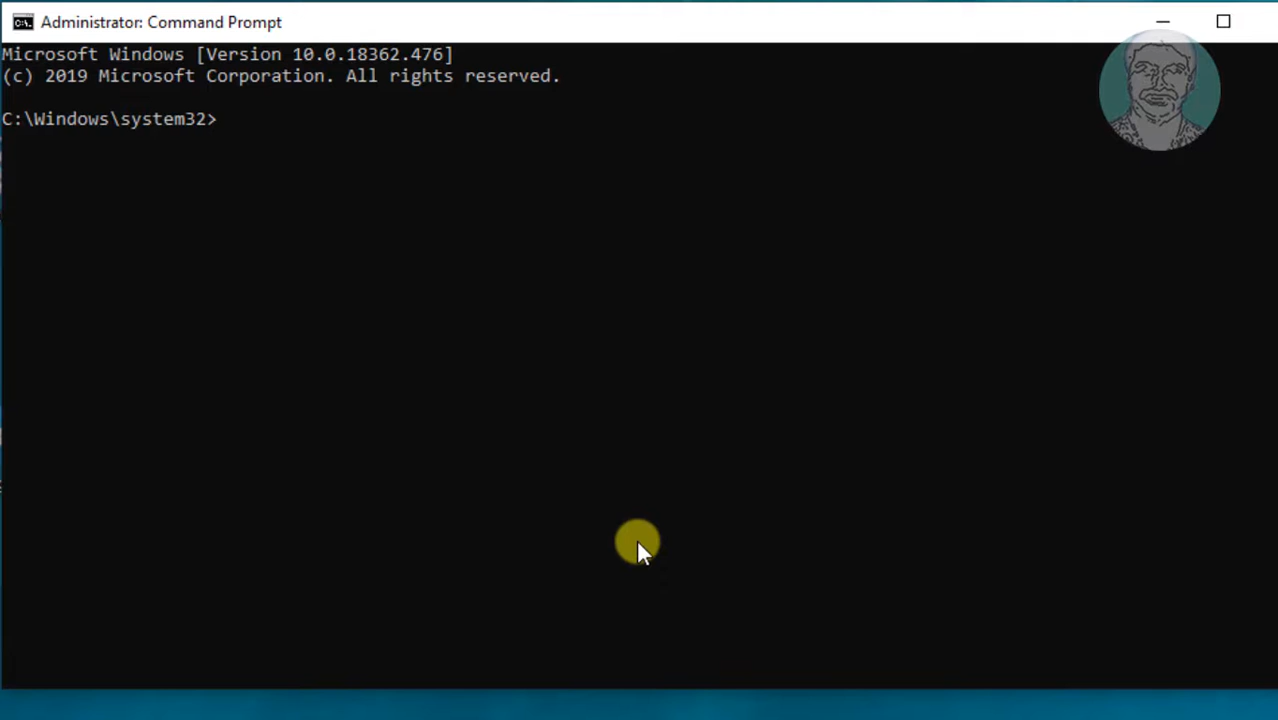 Administrator: Command Prompt
Microsoft Windows [Version 10.0.18362.476]
(c) 2019 Microsoft Corporation. All rights reserved.
C:\Windows\system32>